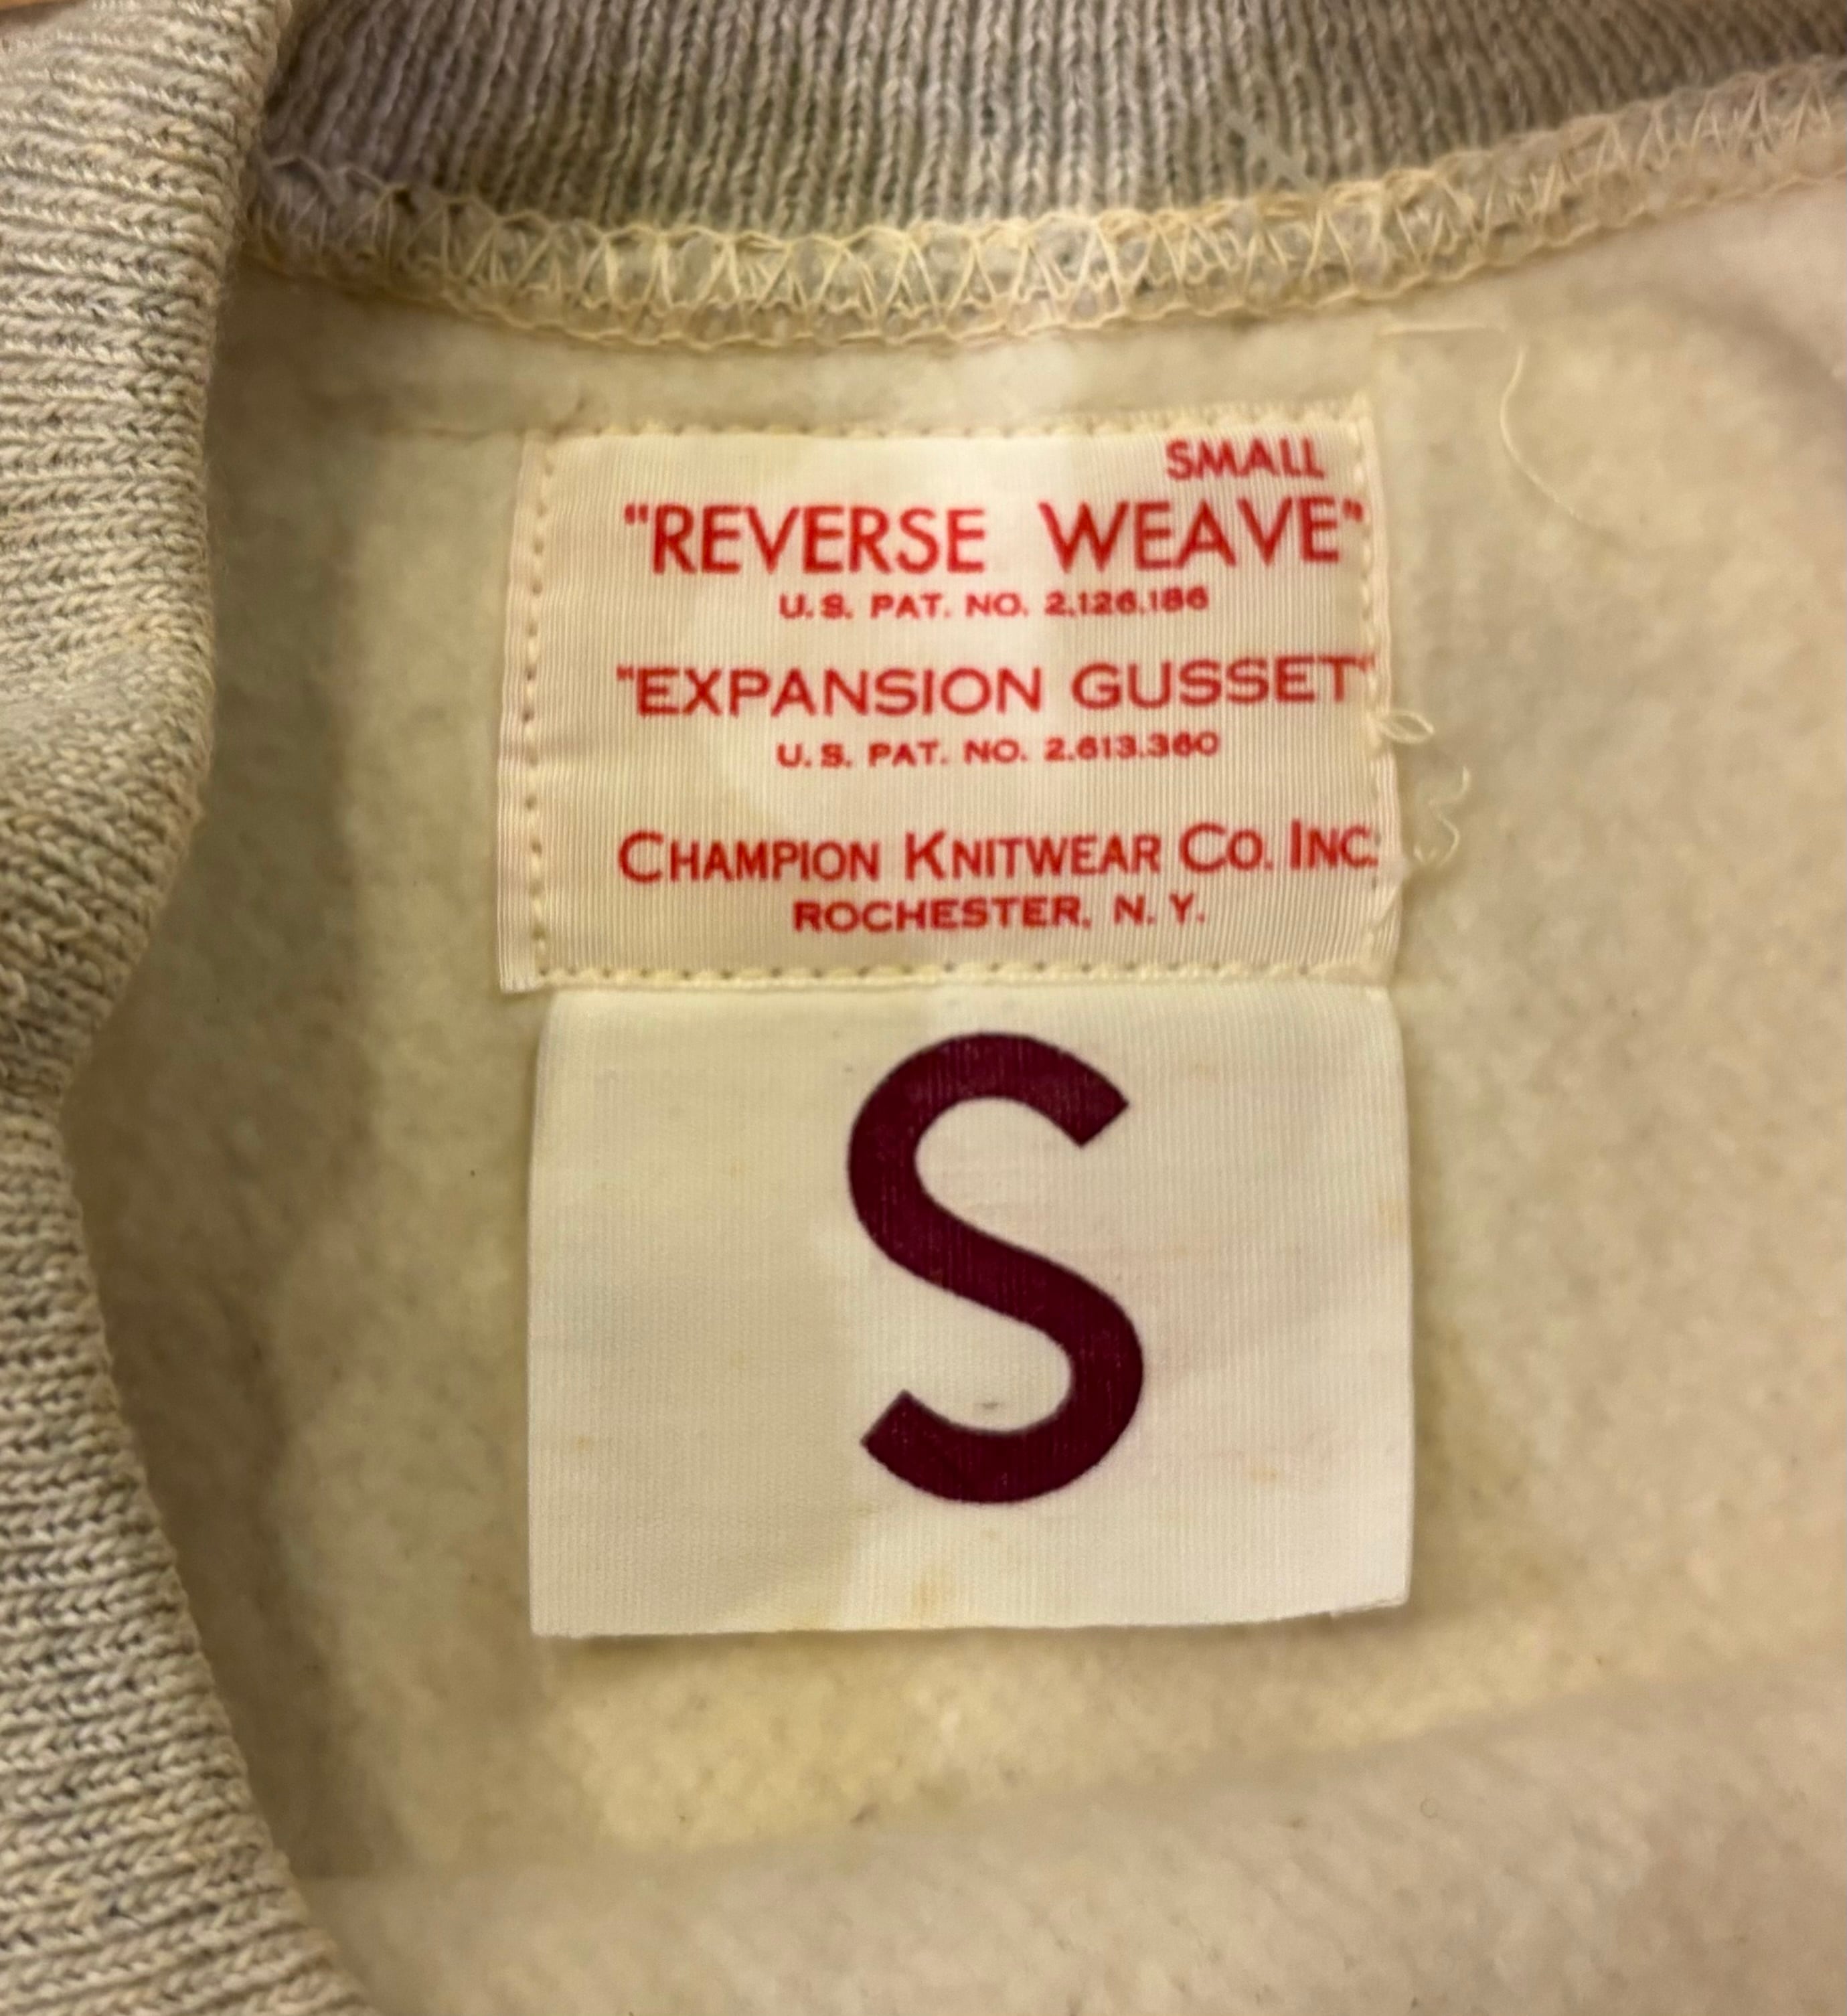 SMALL
"REVERSE WEAVE"
U.S. PAT. NO. 2.126.186
"EXPANSION GUSSET"
U.S. PAT. NO. 2.613.360
CHAMPION KNITWEAR CO. INC.
ROCHESTER, N. Y.
S